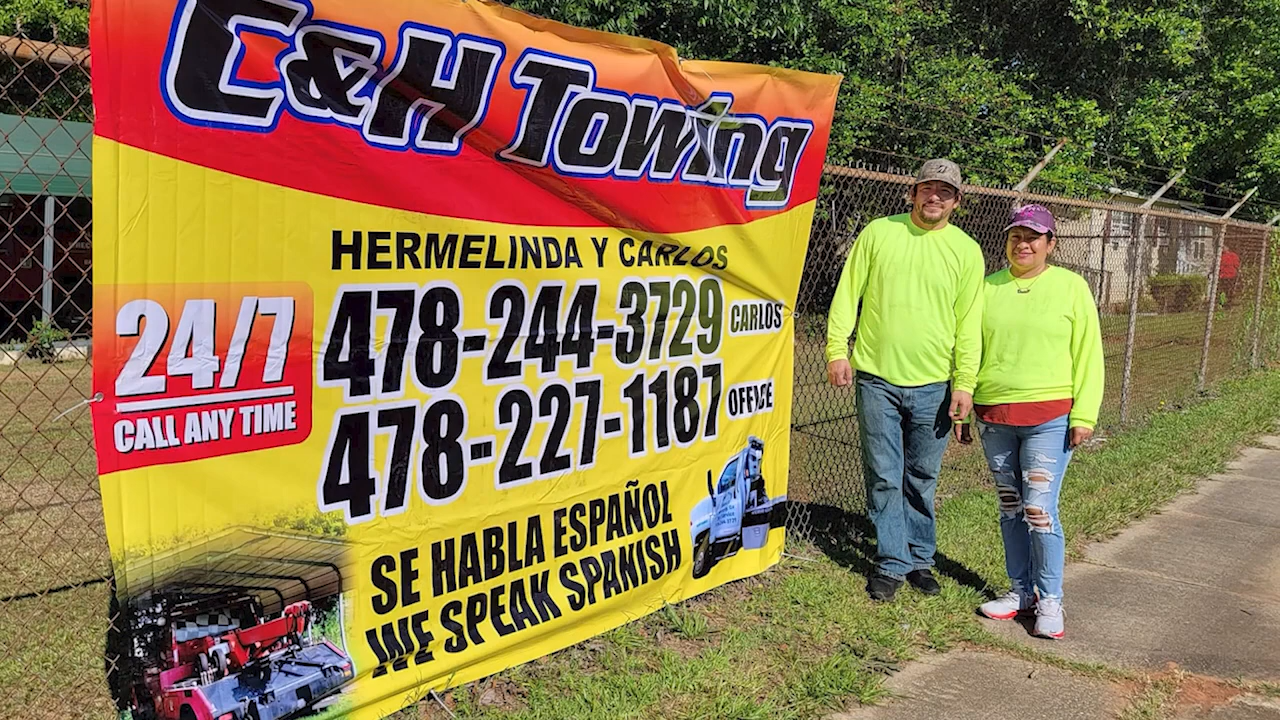 C&H Towing
HERMELINDA Y CARLOS
24/7
CALL ANY TIME
478-244-3729 CARLOS
478-227-1187 OFFICE
SE HABLA ESPAÑOL
WE SPEAK SPANISH